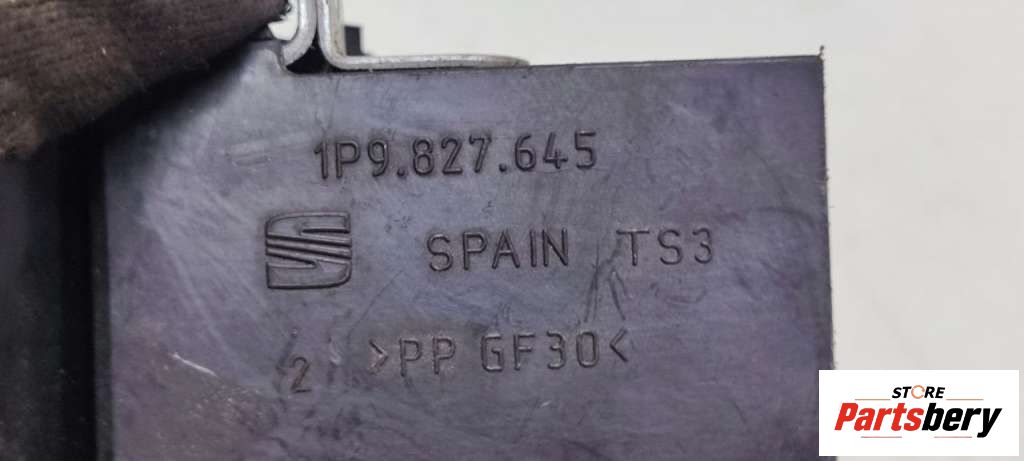 1P9.827.645
SPAIN TS3
2 >PP GF30<
STORE
Partsbery